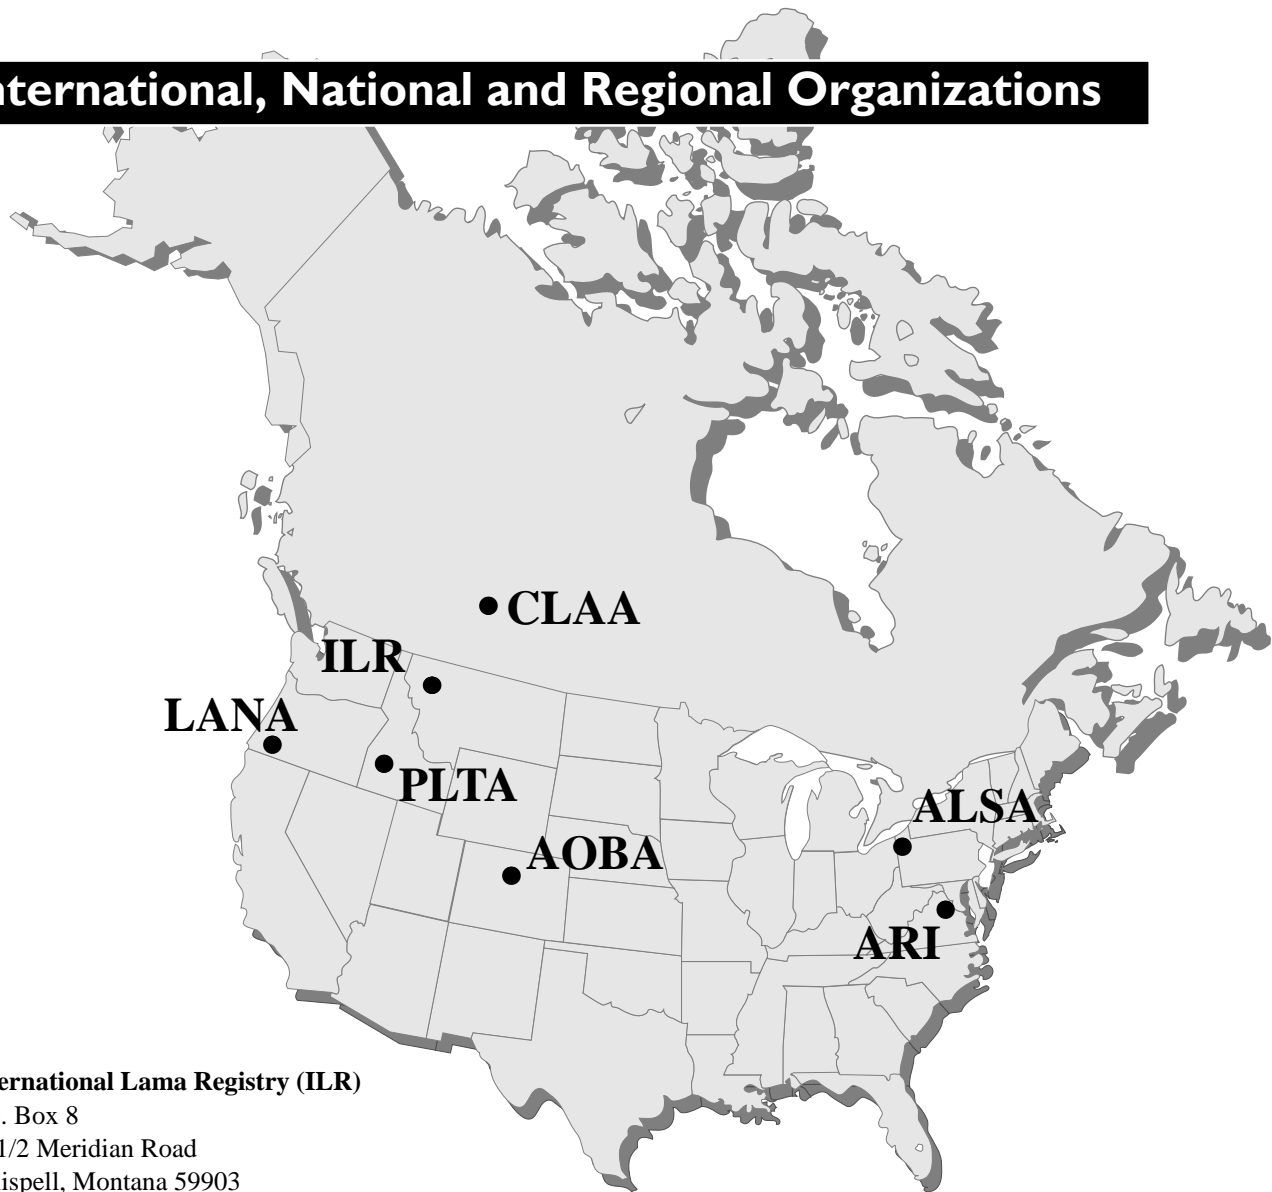 nternational, National and Regional Organizations
CLAA
ILR
LANA
PLTA
ALSA
AOBA
ARI
ernational Lama Registry (ILR)
. Box 8
1/2 Meridian Road
ispell, Montana 59903